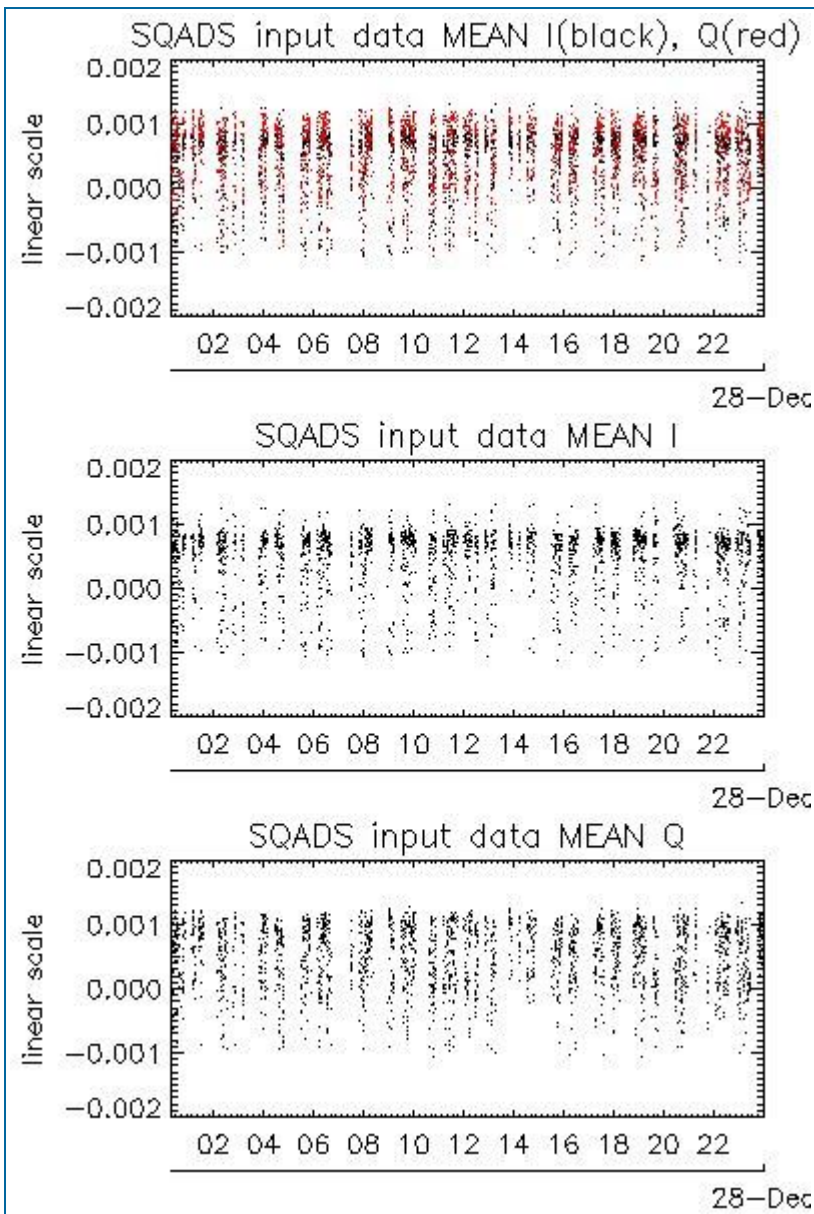 SQADS input data MEAN I(black), Q(red)
linear scale
0.002
0.001
0.000
−0.001
−0.002
02 04 06 08 10 12 14 16 18 20 22
28−Dec
SQADS input data MEAN I
linear scale
0.002
0.001
0.000
−0.001
−0.002
02 04 06 08 10 12 14 16 18 20 22
28−Dec
SQADS input data MEAN Q
linear scale
0.002
0.001
0.000
−0.001
−0.002
02 04 06 08 10 12 14 16 18 20 22
28−Dec